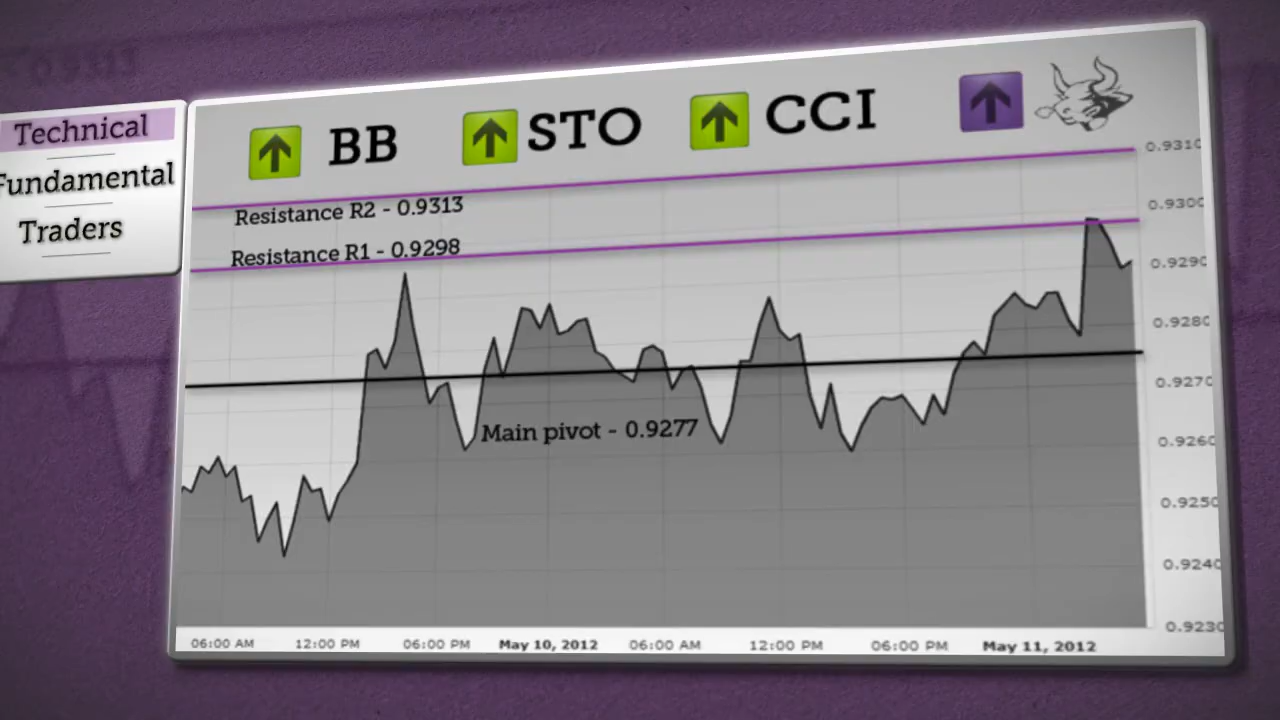 0.9313
Technical
Fundamental
Traders
BB
STO
CCI
Resistance R2 - 0.9313
Resistance R1 - 0.9298
Main pivot - 0.9277
0.9310
0.9300
0.9290
0.9280
0.9270
0.9260
0.9250
0.9240
0.9230
06:00 AM
12:00 PM
06:00 PM
May 10, 2012
06:00 AM
12:00 PM
06:00 PM
May 11, 2012